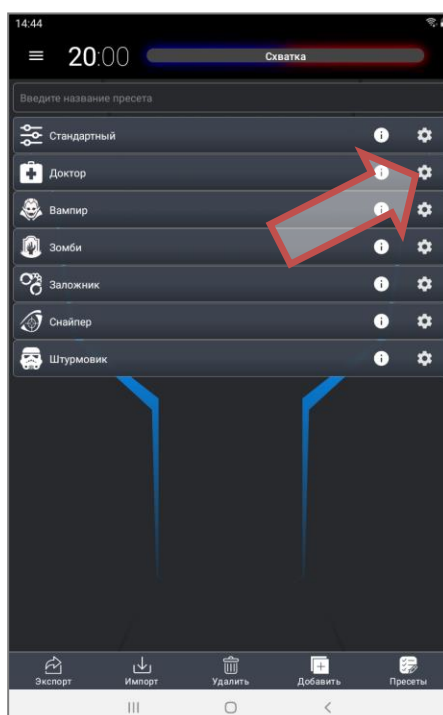 14:44
20:00 Схватка
Введите название пресета
Стандартный
Доктор
Вампир
Зомби
Заложник
Снайпер
Штурмовик
Экспорт Импорт Удалить Добавить Пресеты